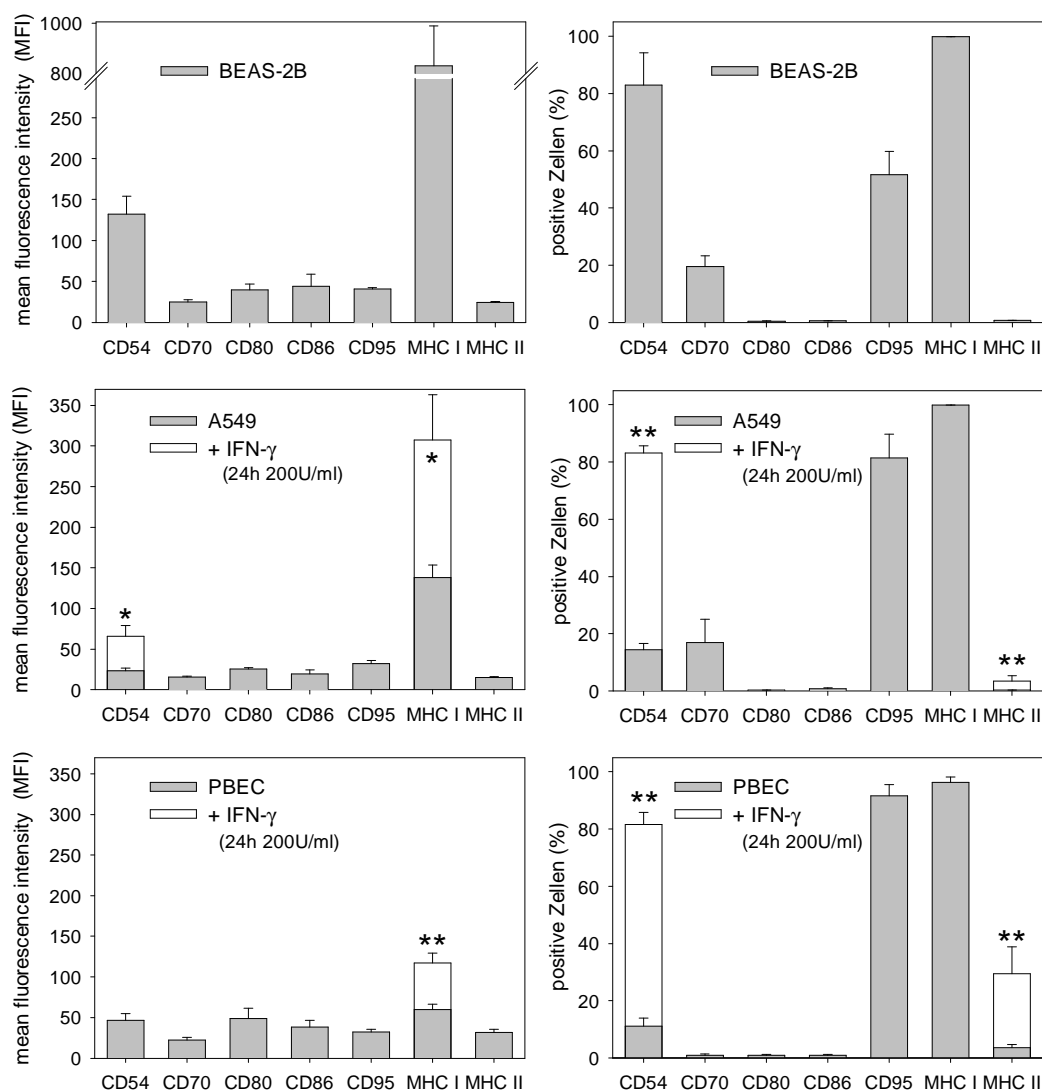 mean fluorescence intensity (MFI)
1000
800
250
200
150
100
50
0
BEAS-2B
CD54 CD70 CD80 CD86 CD95 MHC I MHC II
positive Zellen (%)
100
80
60
40
20
0
BEAS-2B
CD54 CD70 CD80 CD86 CD95 MHC I MHC II
mean fluorescence intensity (MFI)
350
300
250
200
150
100
50
0
A549
+ IFN-γ
(24h 200U/ml)
*
*
CD54 CD70 CD80 CD86 CD95 MHC I MHC II
positive Zellen (%)
100
80
60
40
20
0
A549
+ IFN-γ
(24h 200U/ml)
**
**
CD54 CD70 CD80 CD86 CD95 MHC I MHC II
mean fluorescence intensity (MFI)
350
300
250
200
150
100
50
0
PBEC
+ IFN-γ
(24h 200U/ml)
**
CD54 CD70 CD80 CD86 CD95 MHC I MHC II
positive Zellen (%)
100
80
60
40
20
0
PBEC
+ IFN-γ
(24h 200U/ml)
**
**
CD54 CD70 CD80 CD86 CD95 MHC I MHC II